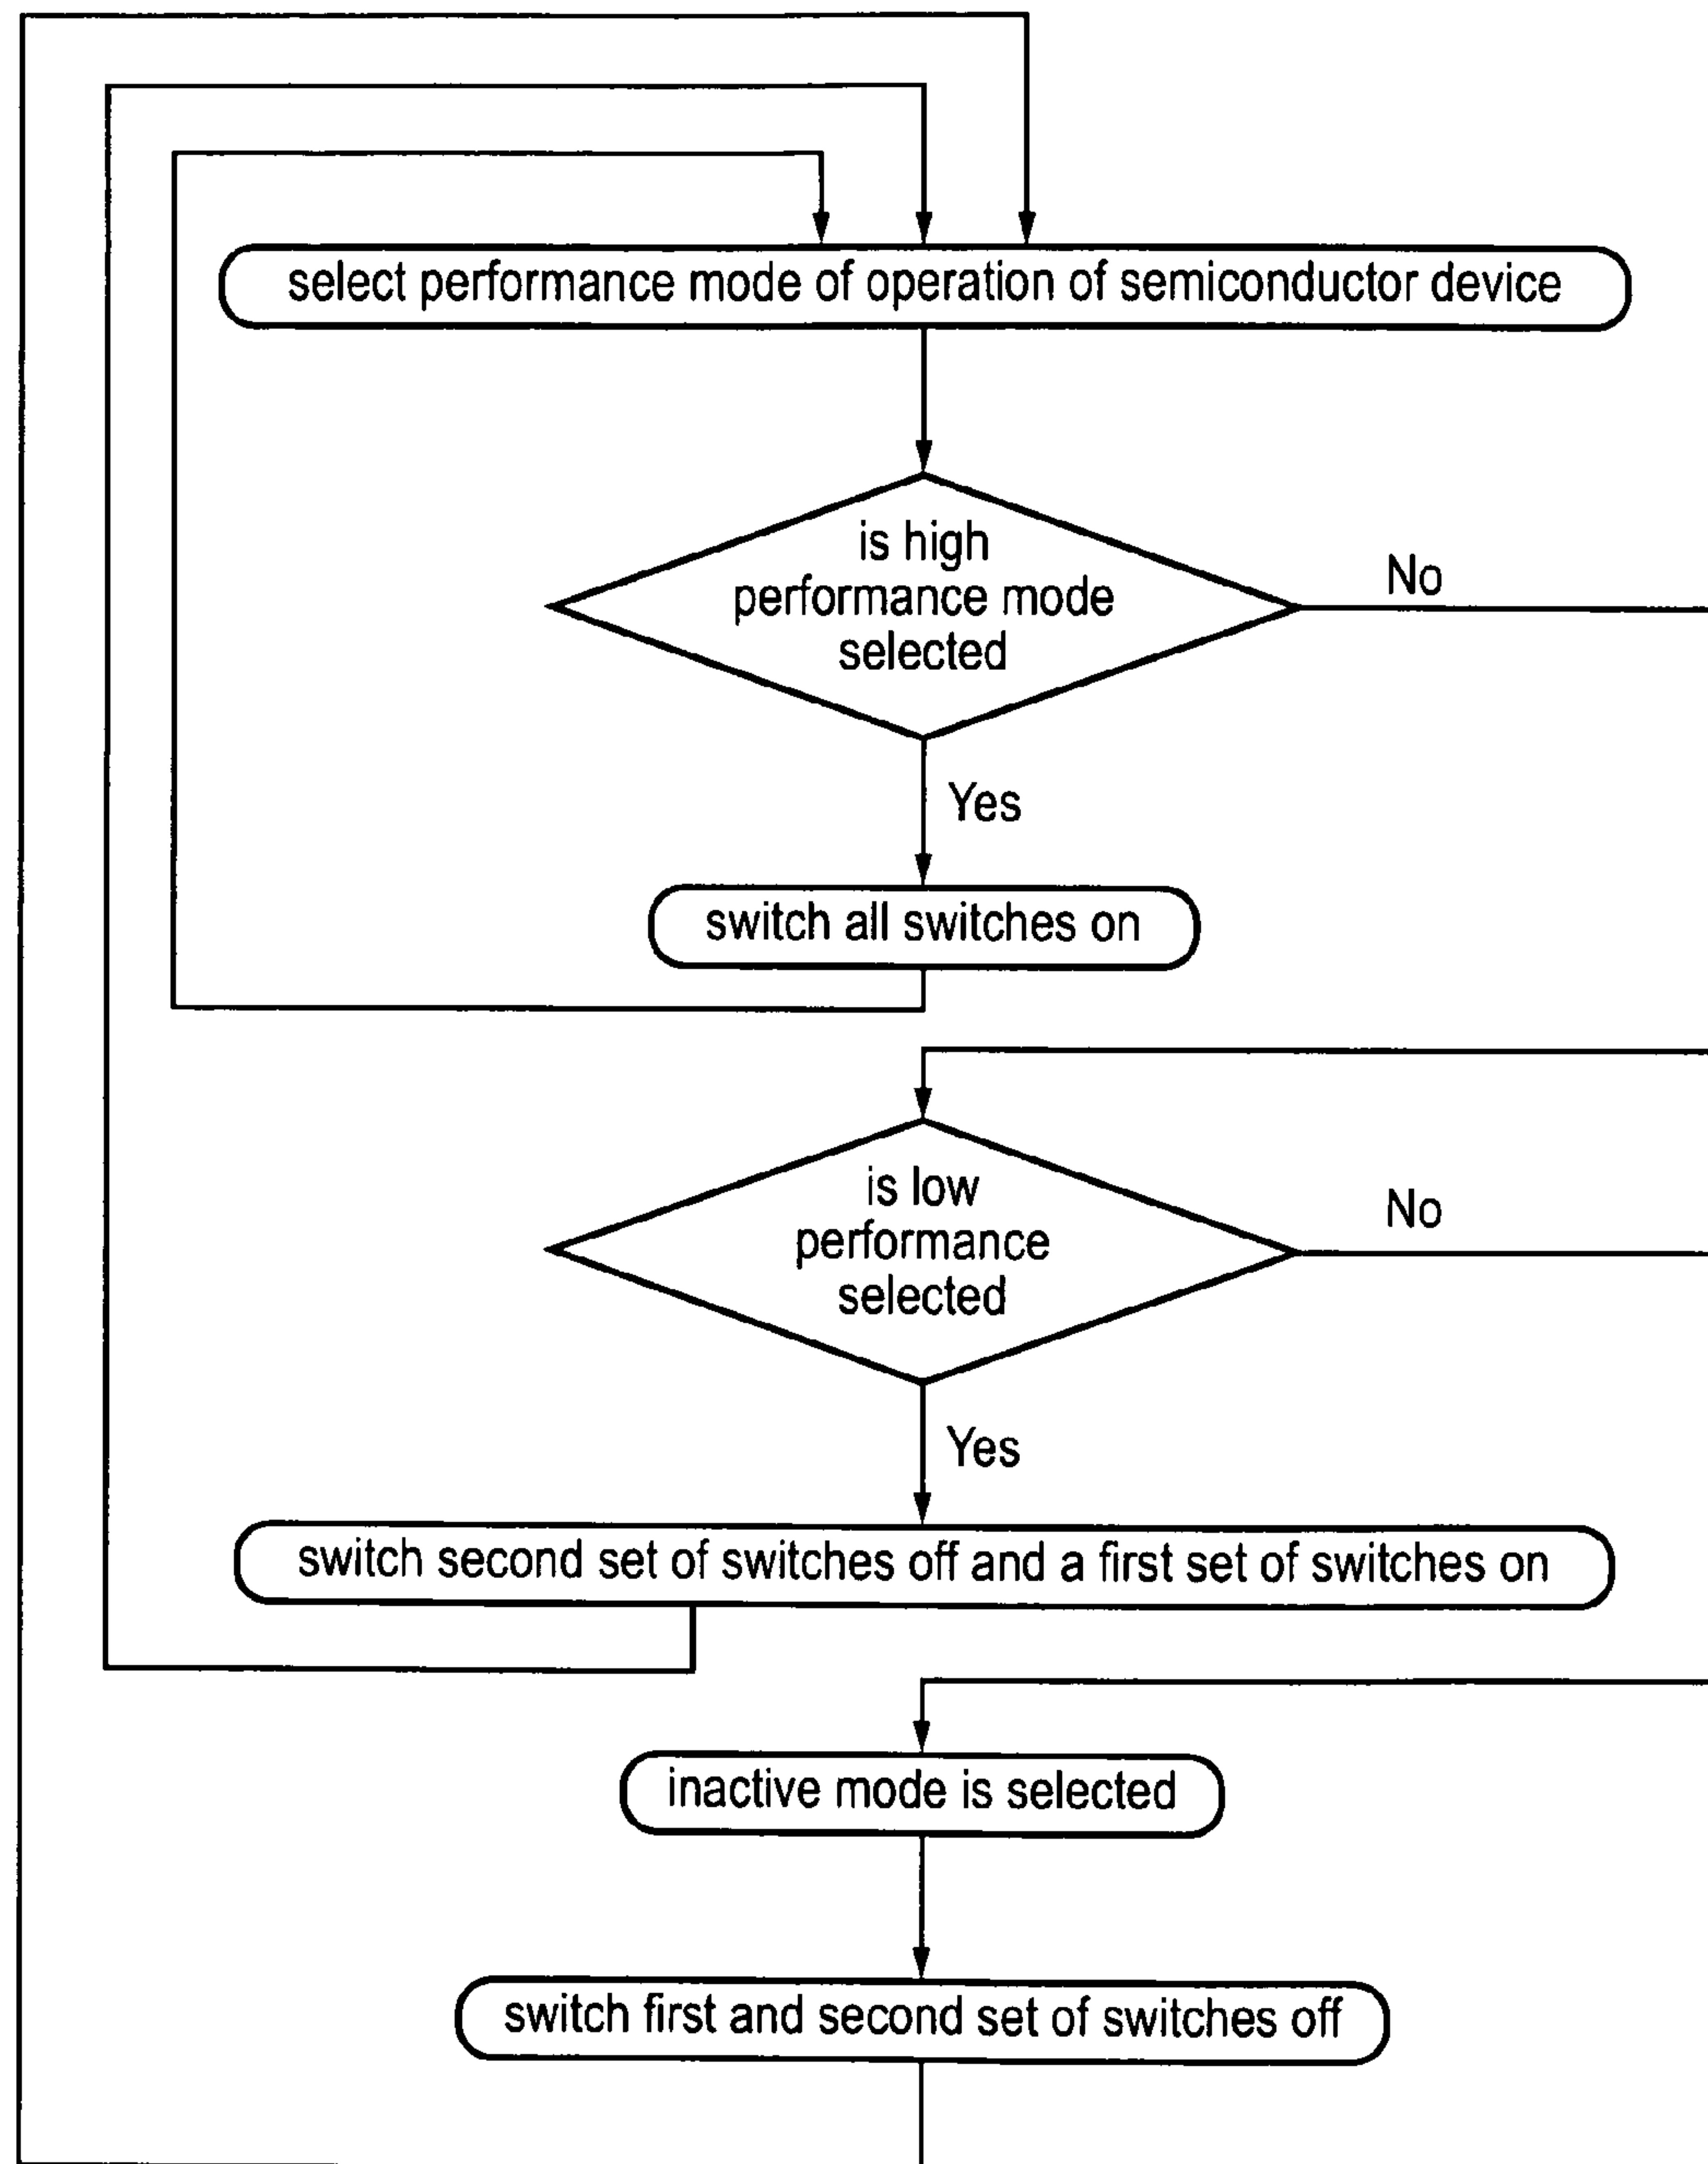 select performance mode of operation of semiconductor device
is high
performance mode
selected
No
Yes
switch all switches on
is low
performance
selected
No
Yes
switch second set of switches off and a first set of switches on
inactive mode is selected
switch first and second set of switches off